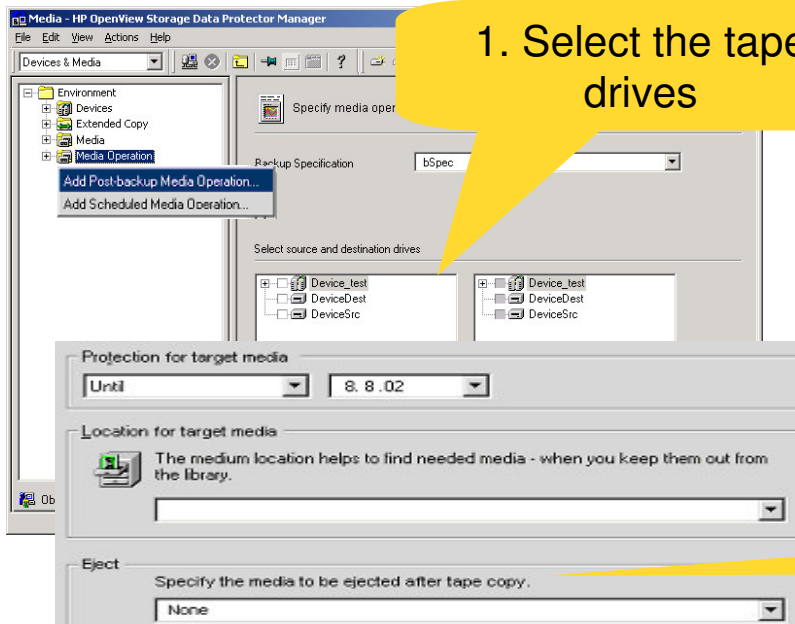 Media - HP OpenView Storage Data Protector Manager
1. Select the tape
drives
File Edit View Actions Help
Devices & Media
Environment
Devices
Extended Copy
Media
Media Operation
Add Post-backup Media Operation...
Add Scheduled Media Operation...
Specify media oper
Backup Specification
bSpec
Select source and destination drives
Device_test
DeviceDest
DeviceSrc
Device_test
DeviceDest
DeviceSrc
Ob
Protection for target media
Until
8. 8 .02
Location for target media
The medium location helps to find needed media - when you keep them out from
the library.
Eject
Specify the media to be ejected after tape copy.
None